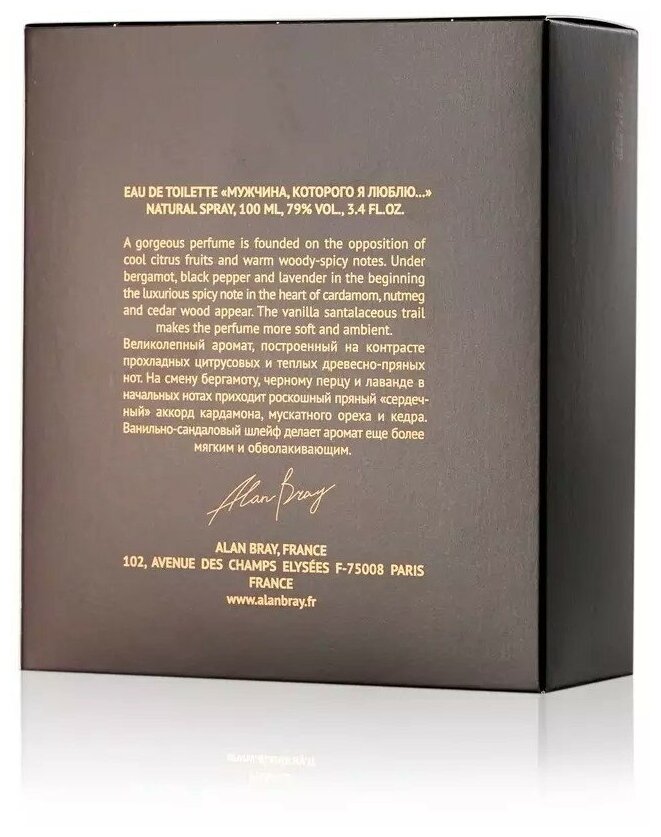 EAU DE TOILETTE «МУЖЧИНА, КОТОРОГО Я ЛЮБЛЮ...»
NATURAL SPRAY, 100 ML, 79% VOL., 3.4 FL.OZ.
A gorgeous perfume is founded on the opposition of
cool citrus fruits and warm woody-spicy notes. Under
bergamot, black pepper and lavender in the beginning
the luxurious spicy note in the heart of cardamom, nutmeg
and cedar wood appear. The vanilla santalaceous trail
makes the perfume more soft and ambient.
Великолепный аромат, построенный на контрасте
прохладных цитрусовых и теплых древесно-пряных
нот. На смену бергамоту, черному перцу и лаванде в
начальных нотах приходит роскошный пряный «сердеч-
ный» аккорд кардамона, мускатного ореха и кедра.
Ванильно-сандаловый шлейф делает аромат еще более
мягким и обволакивающим.
Alan Bray
ALAN BRAY, FRANCE
102, AVENUE DES CHAMPS ELYSÉES F-75008 PARIS
FRANCE
www.alanbray.fr